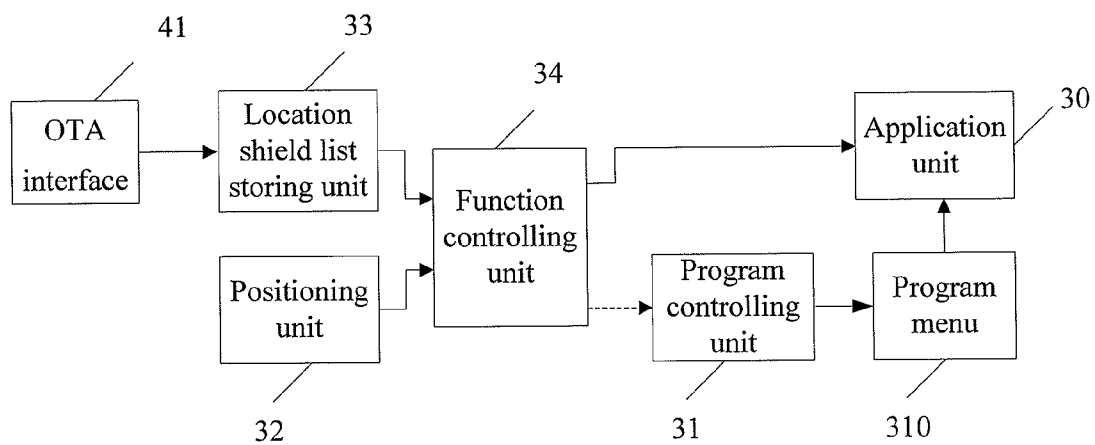 41
33
34
30
OTA
interface
Location
shield list
storing unit
Function
controlling
unit
Application
unit
Positioning
unit
Program
controlling
unit
Program
menu
32
31
310